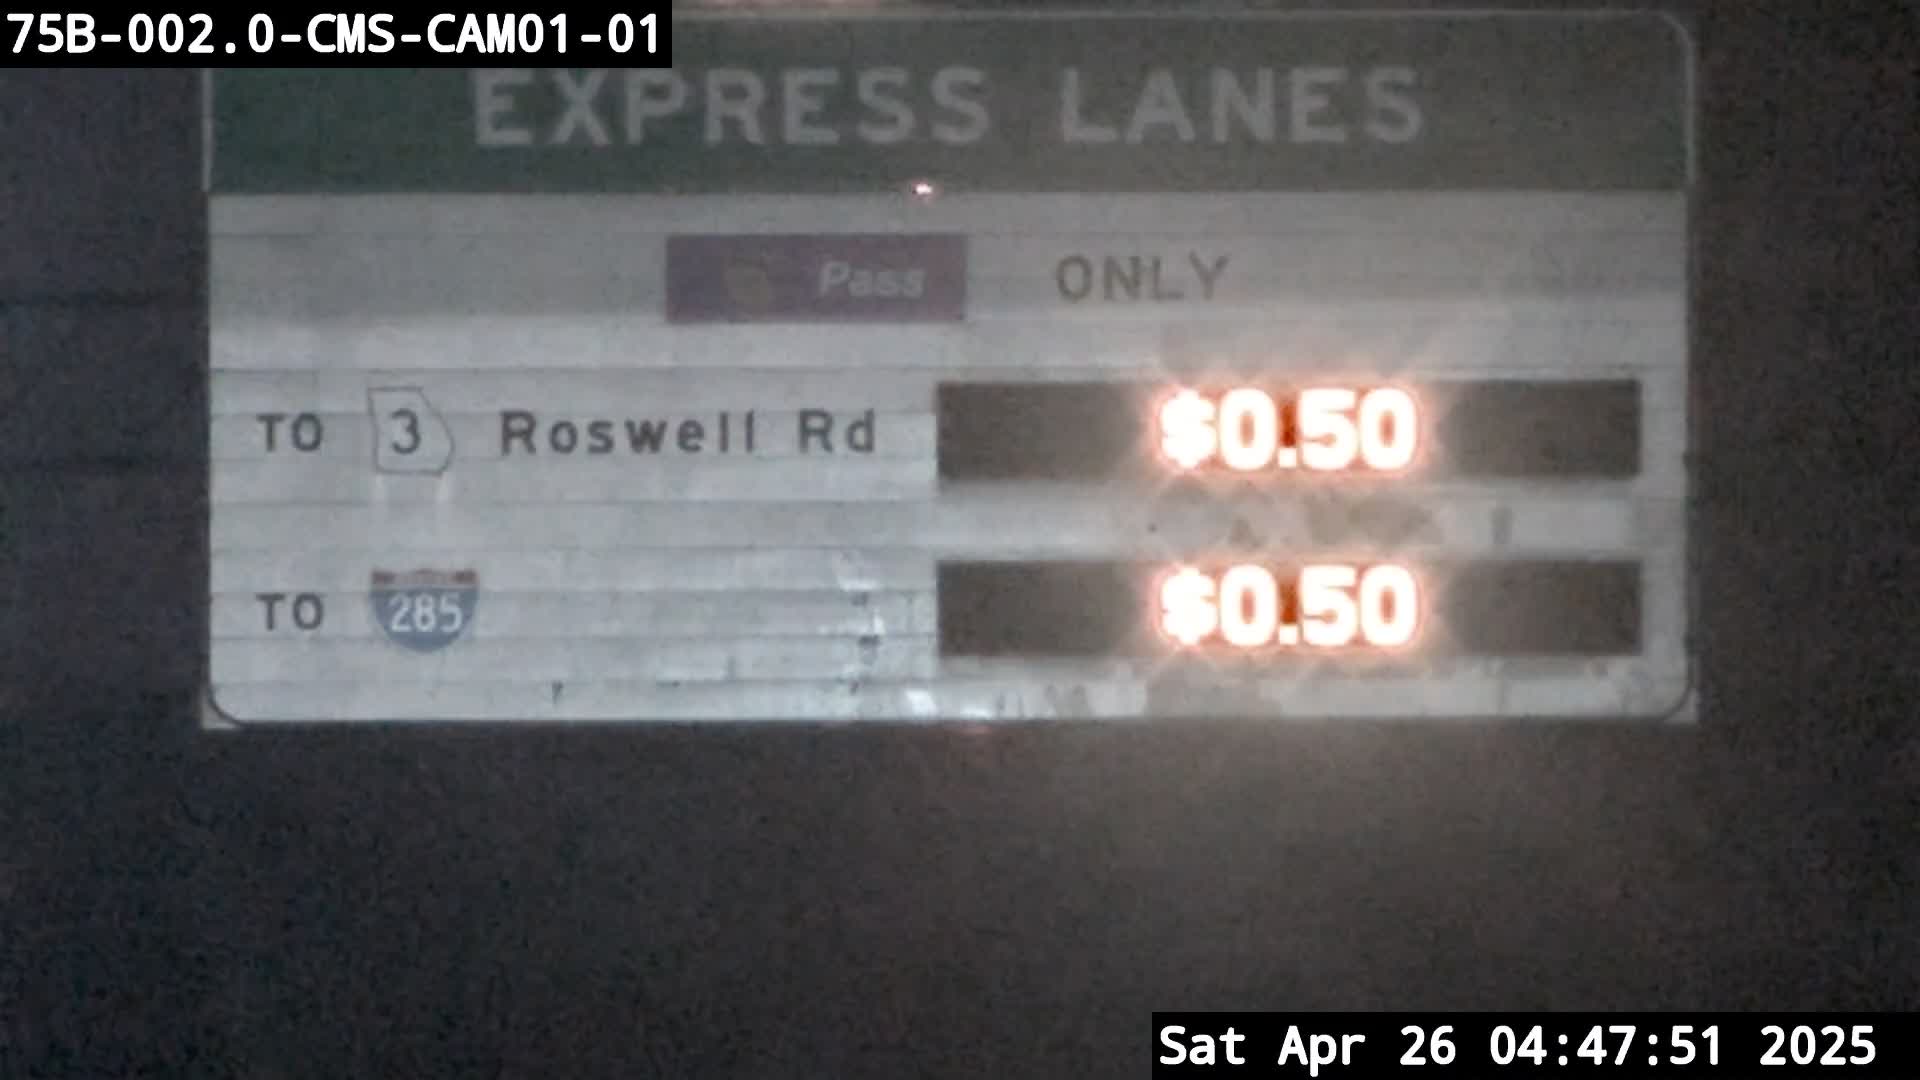 75B-002.0-CMS-CAM01-01
EXPRESS LANES
Pass ONLY
TO 3 Roswell Rd $0.50
TO 285 $0.50
Sat Apr 26 04:47:51 2025